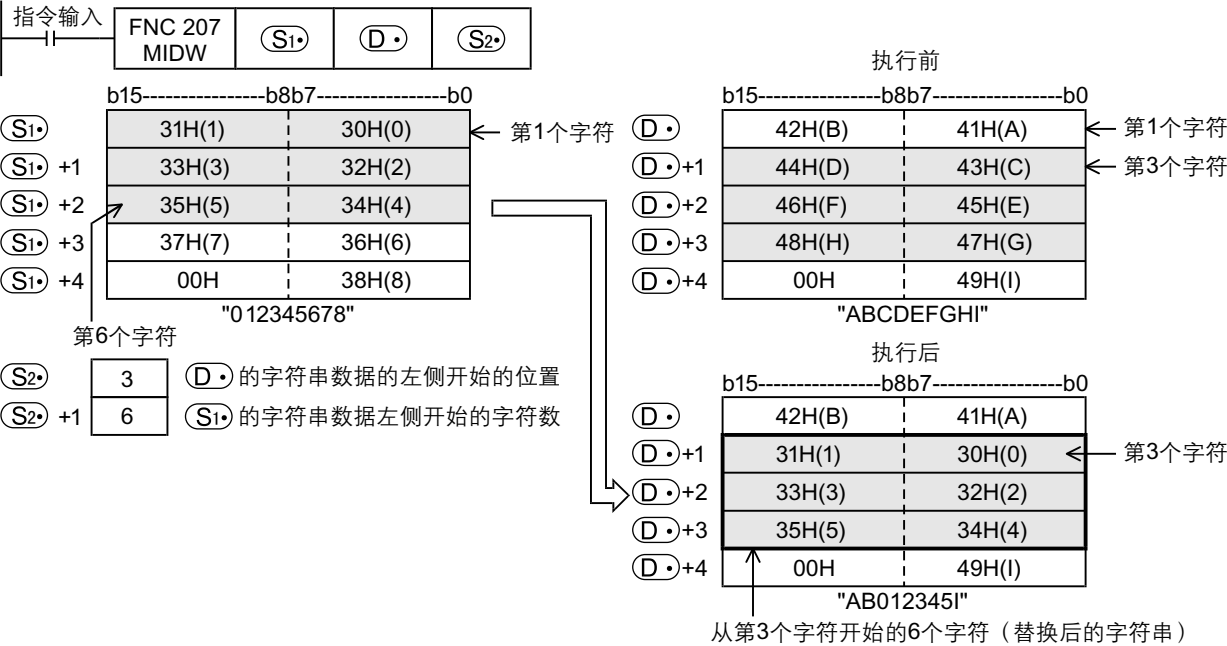 指令输入
FNC 207 MIDW S1• D• S2•
b15----------------b8b7-----------------b0
S1• 31H(1) 30H(0) 第1个字符
S1• +1 33H(3) 32H(2)
S1• +2 35H(5) 34H(4)
S1• +3 37H(7) 36H(6)
S1• +4 00H 38H(8)
"012345678"
第6个字符
S2• 3 D• 的字符串数据的左侧开始的位置
S2• +1 6 S1• 的字符串数据左侧开始的字符数
执行前
b15----------------b8b7-----------------b0
D• 42H(B) 41H(A) 第1个字符
D•+1 44H(D) 43H(C) 第3个字符
D•+2 46H(F) 45H(E)
D•+3 48H(H) 47H(G)
D•+4 00H 49H(I)
"ABCDEFGHI"
执行后
b15----------------b8b7-----------------b0
D• 42H(B) 41H(A)
D•+1 31H(1) 30H(0) 第3个字符
D•+2 33H(3) 32H(2)
D•+3 35H(5) 34H(4)
D•+4 00H 49H(I)
"AB012345I"
从第3个字符开始的6个字符（替换后的字符串）